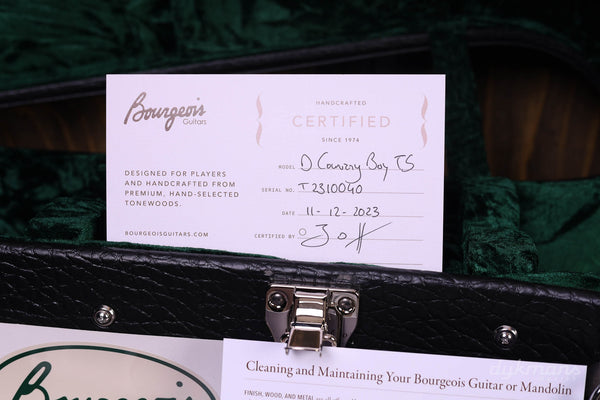 Bourgeois
Guitars
HANDCRAFTED
CERTIFIED
SINCE 1974
DESIGNED FOR PLAYERS
AND HANDCRAFTED FROM
PREMIUM, HAND-SELECTED
TONEWOODS.
BOURGEOISGUITARS.COM
MODEL D Country Boy TS
SERIAL NO. T2310040
DATE 11-12-2023
CERTIFIED BY
Cleaning and Maintaining Your Bourgeois Guitar or Mandolin
FINISH, WOOD, AND METAL
dijkmans